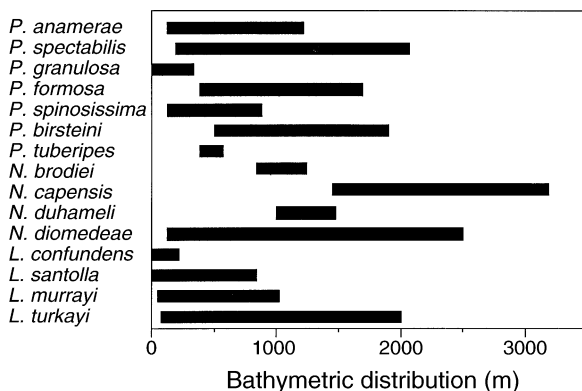 P. anamerae
P. spectabilis
P. granulosa
P. formosa
P. spinosissima
P. birsteini
P. tuberipes
N. brodiei
N. capensis
N. duhameli
N. diomedeae
L. confundens
L. santolla
L. murrayi
L. turkayi
0 1000 2000 3000
Bathymetric distribution (m)